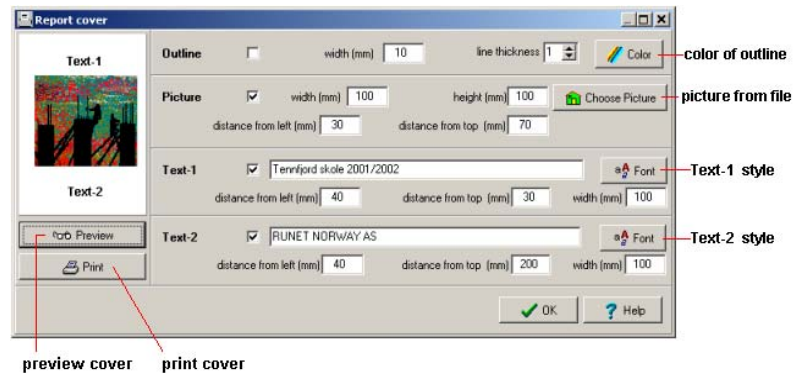 Report cover
Text-1
Text-2
Preview
Print
Outline width (mm) 10 line thickness 1 Color
Picture width (mm) 100 height (mm) 100 Choose Picture
distance from left (mm) 30 distance from top (mm) 70
Text-1 Tennfjord skole 2001/2002 Font
distance from left (mm) 40 distance from top (mm) 30 width (mm) 100
Text-2 RUNET NORWAY AS Font
distance from left (mm) 40 distance from top (mm) 200 width (mm) 100
OK Help
color of outline
picture from file
Text-1 style
Text-2 style
preview cover print cover